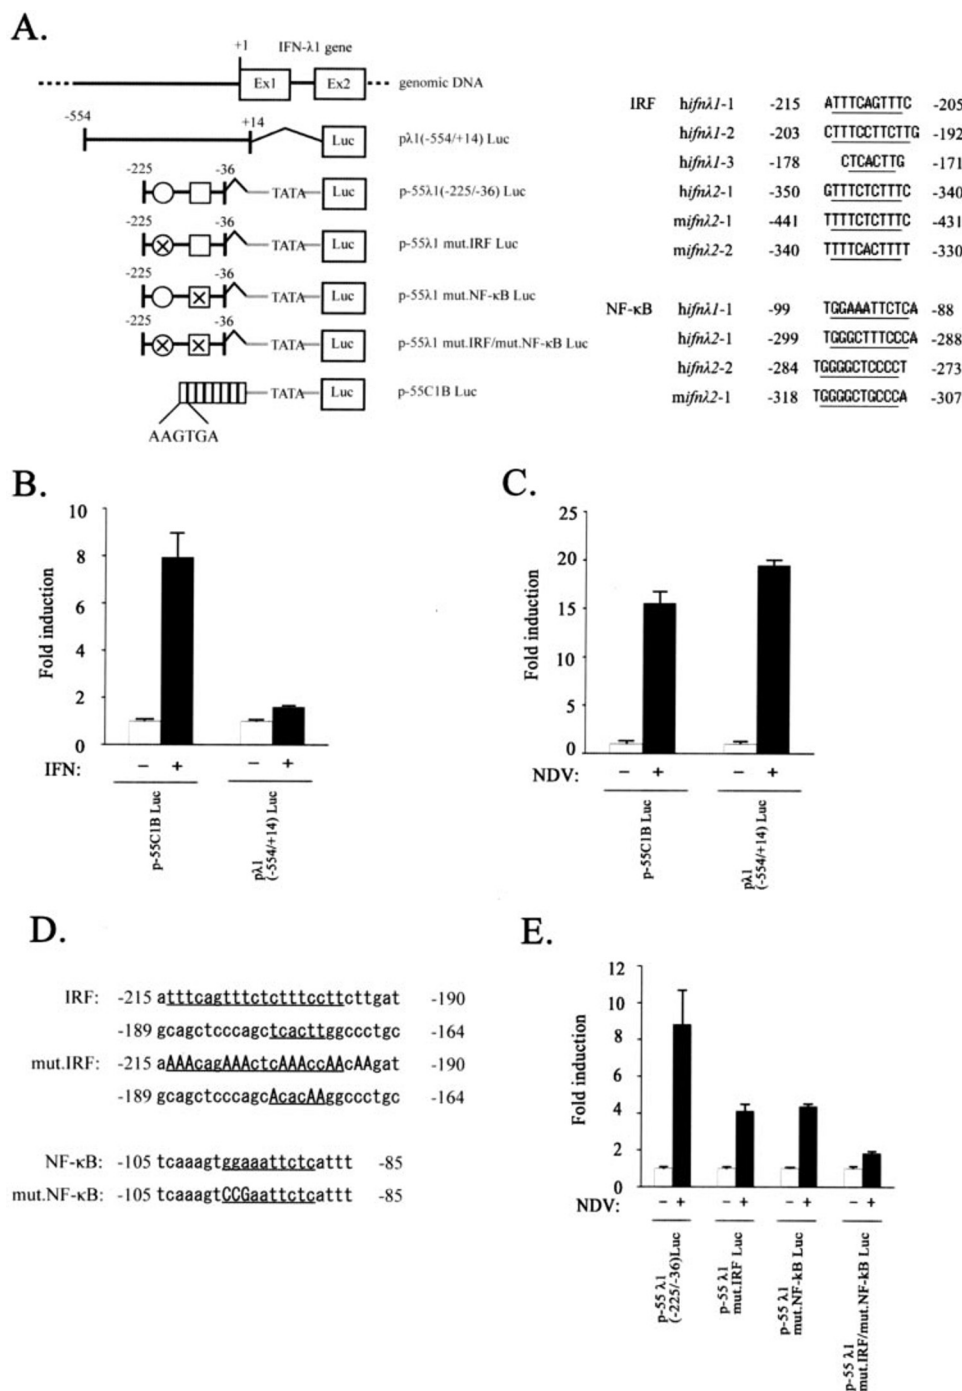 A.
+1 IFN-λ1 gene
Ex1 Ex2 genomic DNA
-554 +14
Luc pλ1(-554/+14) Luc
-225 -36
TATA Luc p-55λ1(-225/-36) Luc
-225 -36
TATA Luc p-55λ1 mut.IRF Luc
-225 -36
TATA Luc p-55λ1 mut.NF-κB Luc
-225 -36
TATA Luc p-55λ1 mut.IRF/mut.NF-κB Luc
TATA Luc p-55C1B Luc
AAGTGA
IRF hifnλ1-1 -215 ATTTCAGTTTC -205
hifnλ1-2 -203 CTTTCCTTCTTG -192
hifnλ1-3 -178 CTCACTTG -171
hifnλ2-1 -350 GTTTCTCTTTC -340
mifnλ2-1 -441 TTTTCTCTTTC -431
mifnλ2-2 -340 TTTTCACTTTT -330
NF-κB hifnλ1-1 -99 TGGAAATTCTCA -88
hifnλ2-1 -299 TGGGCTTTCCCA -288
hifnλ2-2 -284 TGGGGCTCCCCT -273
mifnλ2-1 -318 TGGGGCTGCCCA -307
B.
Fold induction
10
8
6
4
2
0
IFN: − + − +
p-55C1B Luc
pλ1
(-554/+14) Luc
C.
Fold induction
25
20
15
10
5
0
NDV: − + − +
p-55C1B Luc
pλ1
(-554/+14) Luc
D.
IRF: -215 atttcagtttctctttccttcttgat -190
-189 gcagctcccagctcacttggccctgc -164
mut.IRF: -215 aAAAcagAAActcAAAccAAcAAgat -190
-189 gcagctcccagcAcacAAggccctgc -164
NF-κB: -105 tcaaagtggaaattctcattt -85
mut.NF-κB: -105 tcaaagtCCGaattctcattt -85
E.
Fold induction
12
10
8
6
4
2
0
NDV: − + − + − + − +
p-55 λ1
(-225/-36)Luc
p-55 λ1
mut.IRF Luc
p-55 λ1
mut.NF-kB Luc
p-55 λ1
mut.IRF/mut.NF-kB Luc